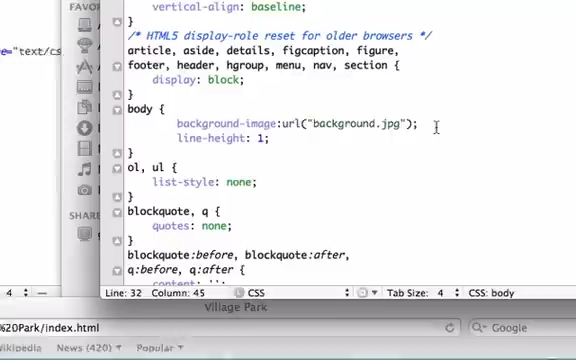 vertical-align: baseline;
}
/* HTML5 display-role reset for older browsers */
article, aside, details, figcaption, figure,
footer, header, hgroup, menu, nav, section {
display: block;
}
body {
background-image:url("background.jpg");
line-height: 1;
}
ol, ul {
list-style: none;
}
blockquote, q {
quotes: none;
}
blockquote:before, blockquote:after,
q:before, q:after {
FAVOR
e="text/cs
SHARE
4
Line: 32 Column: 45 CSS Tab Size: 4 CSS: body
Village Park
%20Park/index.html
Google
Wikipedia News (420) Popular